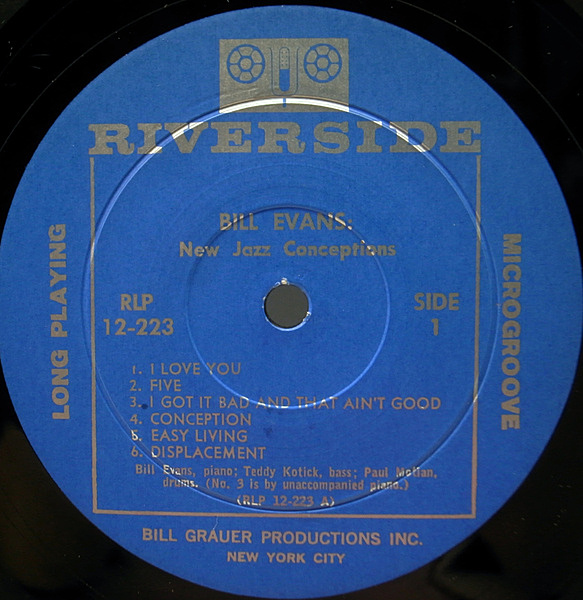 RIVERSIDE
BILL EVANS:
New Jazz Conceptions
LONG PLAYING
MICROGROOVE
RLP
12-223
SIDE
1
1. I LOVE YOU
2. FIVE
3. I GOT IT BAD AND THAT AIN'T GOOD
4. CONCEPTION
5. EASY LIVING
6. DISPLACEMENT
Bill Evans, piano; Teddy Kotick, bass; Paul Motian,
drums. (No. 3 is by unaccompanied piano.)
(RLP 12-223 A)
BILL GRAUER PRODUCTIONS INC.
NEW YORK CITY